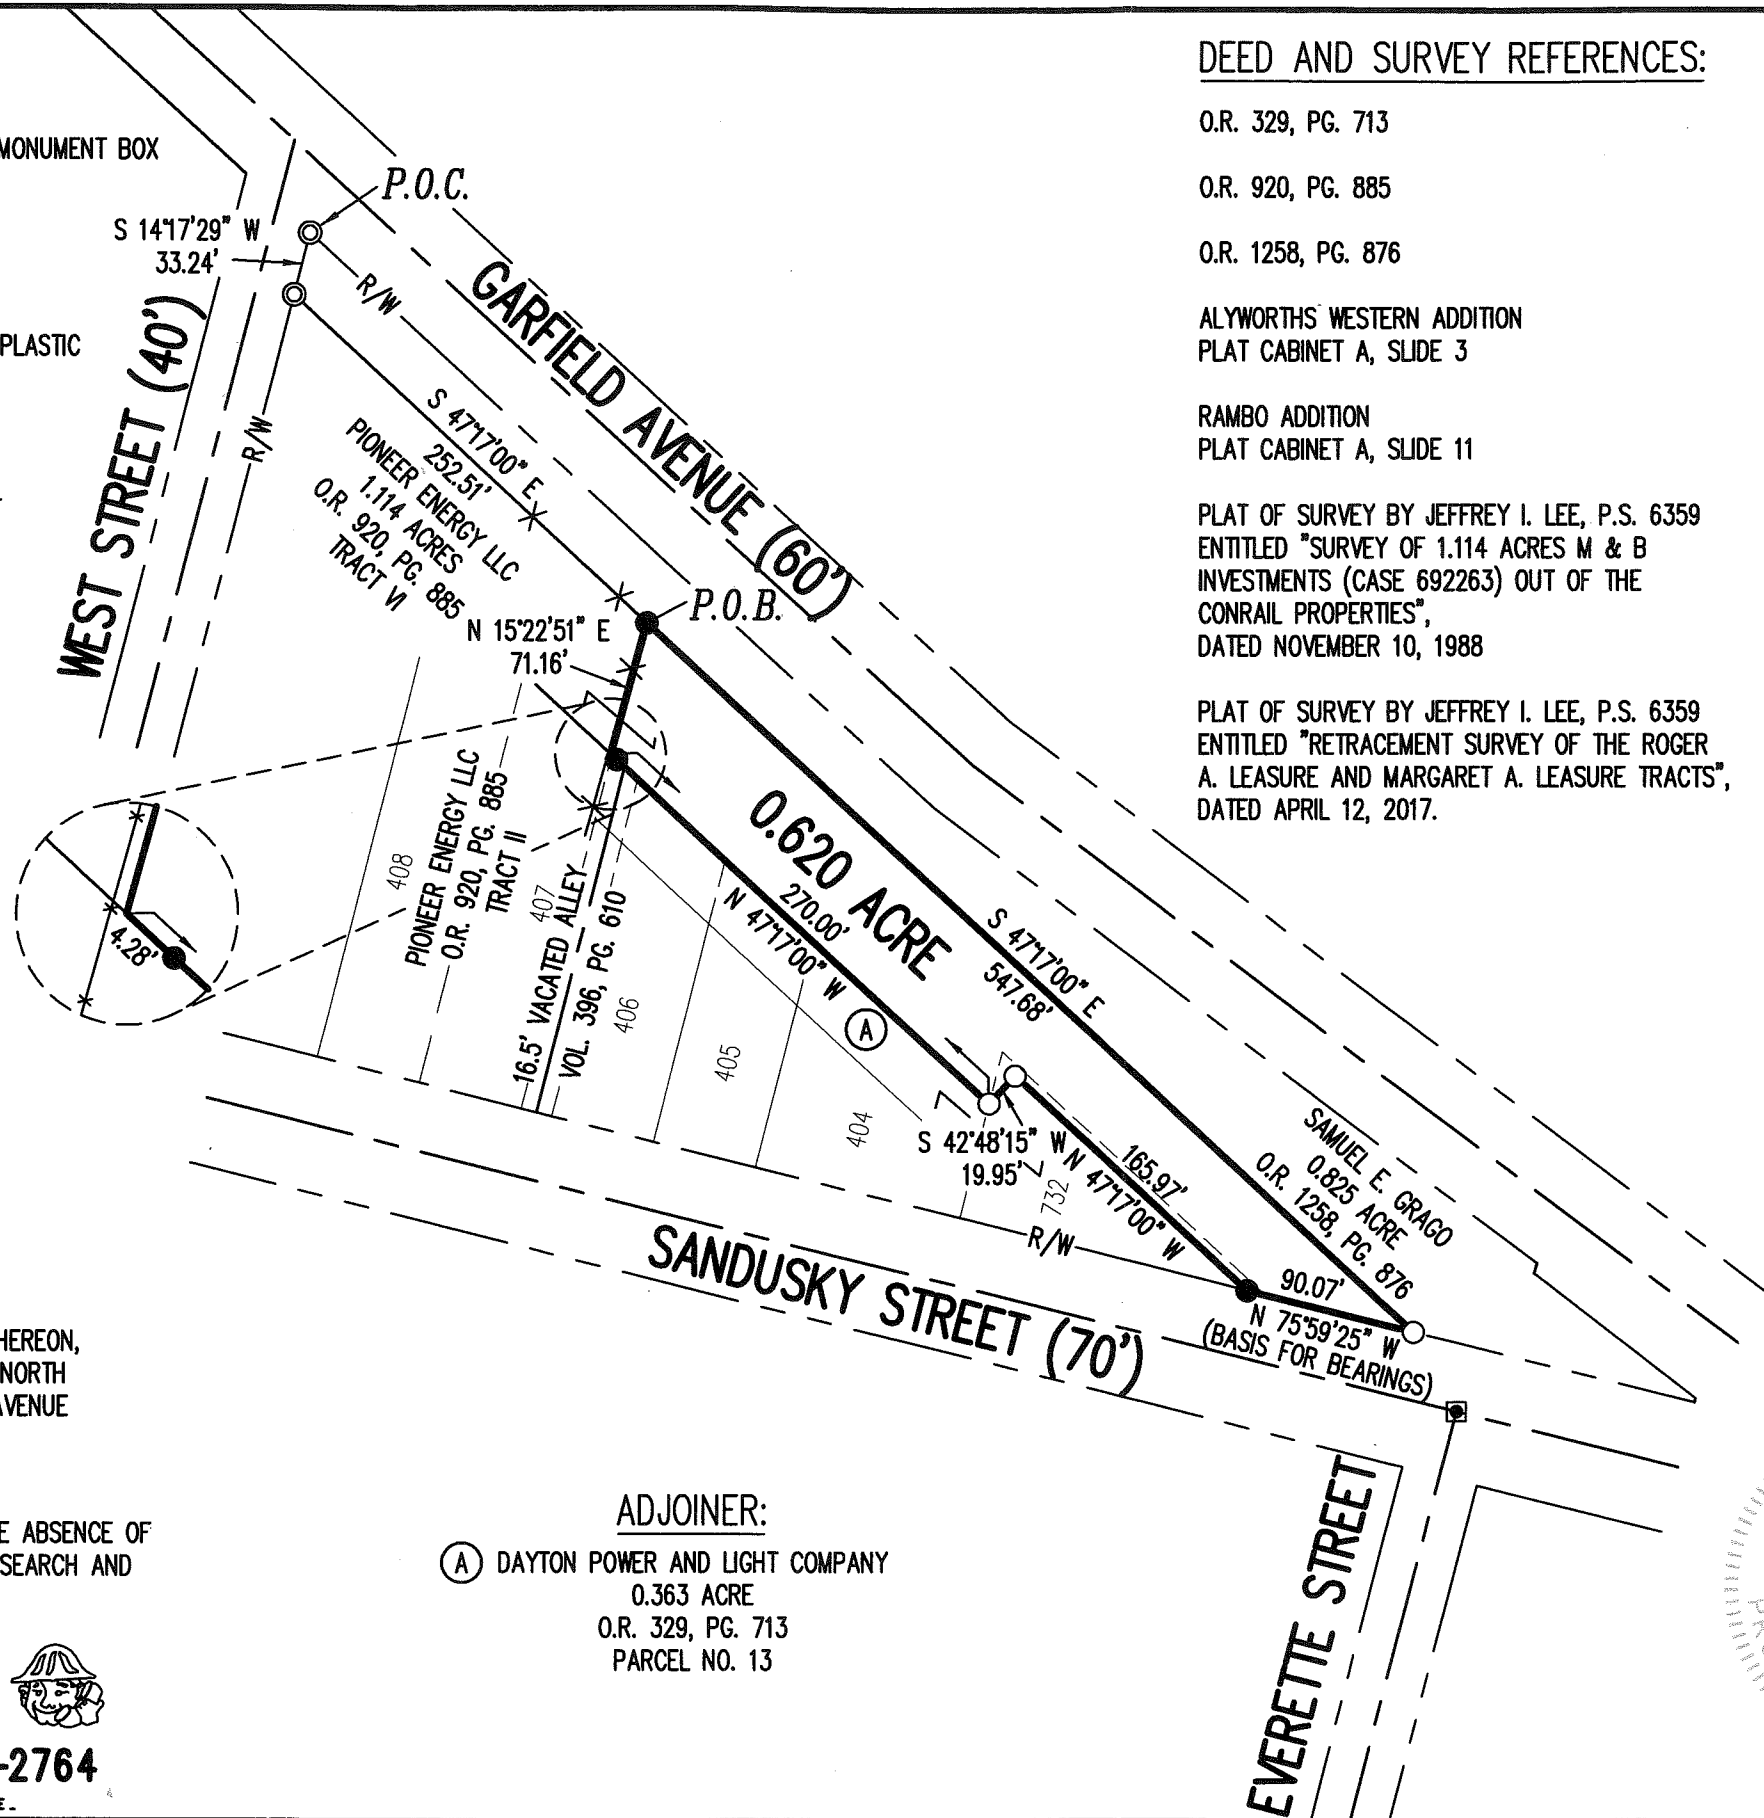 DEED AND SURVEY REFERENCES:
O.R. 329, PG. 713
O.R. 920, PG. 885
O.R. 1258, PG. 876
ALYWORTHS WESTERN ADDITION
PLAT CABINET A, SLIDE 3
RAMBO ADDITION
PLAT CABINET A, SLIDE 11
PLAT OF SURVEY BY JEFFREY I. LEE, P.S. 6359
ENTITLED "SURVEY OF 1.114 ACRES M & B
INVESTMENTS (CASE 692263) OUT OF THE
CONRAIL PROPERTIES",
DATED NOVEMBER 10, 1988
PLAT OF SURVEY BY JEFFREY I. LEE, P.S. 6359
ENTITLED "RETRACEMENT SURVEY OF THE ROGER
A. LEASURE AND MARGARET A. LEASURE TRACTS",
DATED APRIL 12, 2017.
MONUMENT BOX
P.O.C.
S 14°17'29" W
33.24'
R/W
PLASTIC
WEST STREET (40')
R/W
GARFIELD AVENUE (60')
S 47°17'00" E
252.51'
PIONEER ENERGY LLC
1.114 ACRES
O.R. 920, PG. 885
TRACT VI
P.O.B.
N 15°22'51" E
71.16'
PIONEER ENERGY LLC
O.R. 920, PG. 885
TRACT II
408
407
16.5' VACATED ALLEY
VOL. 396, PG. 610
406
405
404
732
4.28'
0.620 ACRE
270.00'
N 47°17'00" W
A
S 47°17'00" E
547.68'
S 42°48'15" W
19.95'
165.97'
N 47°17'00" W
R/W
SAMUEL E. GRAGO
0.825 ACRE
O.R. 1258, PG. 876
90.07'
N 75°59'25" W
(BASIS FOR BEARINGS)
SANDUSKY STREET (70')
EVERETTE STREET
HEREON,
NORTH
AVENUE
E ABSENCE OF
SEARCH AND
-2764
ADJOINER:
A DAYTON POWER AND LIGHT COMPANY
0.363 ACRE
O.R. 329, PG. 713
PARCEL NO. 13